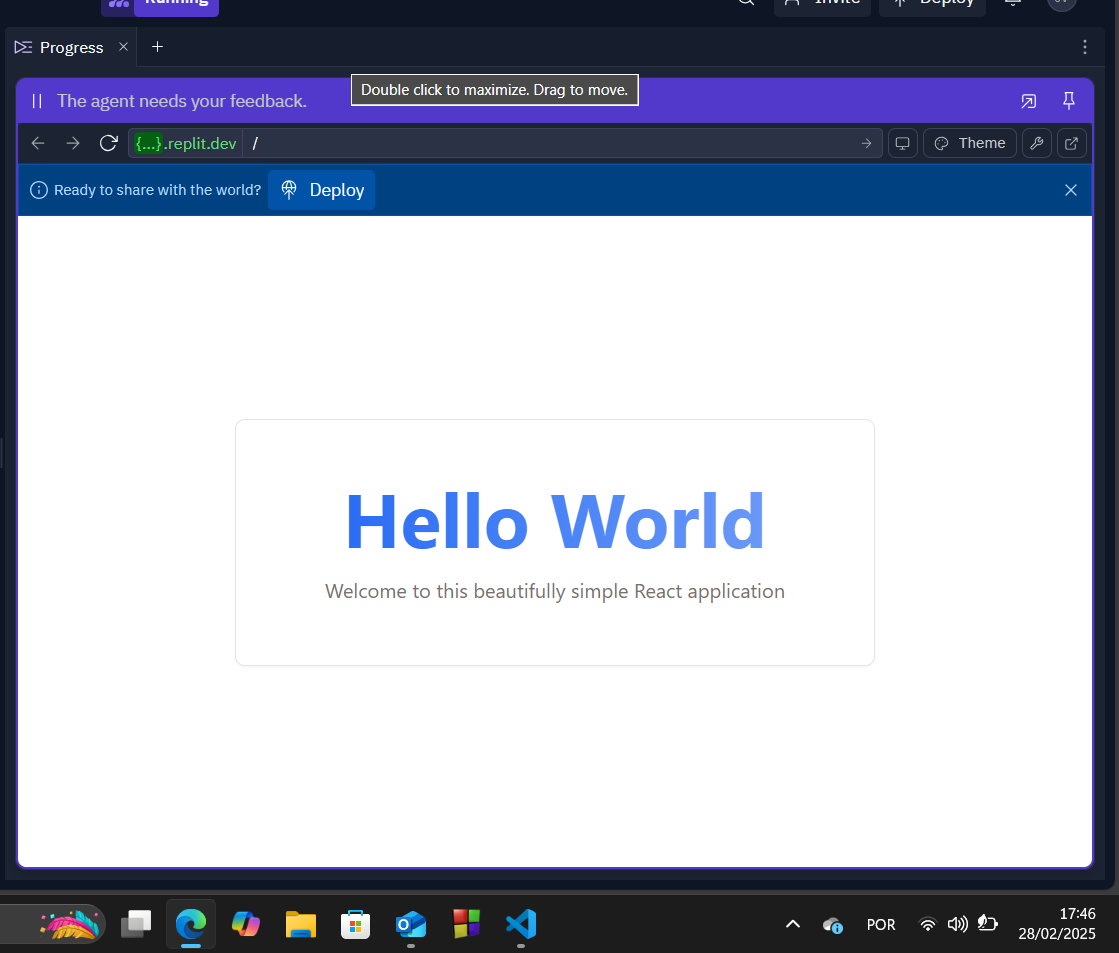 Running
Invite
Deploy
Progress
Double click to maximize. Drag to move.
The agent needs your feedback.
{...}.replit.dev /
Theme
Ready to share with the world?
Deploy
Hello World
Welcome to this beautifully simple React application
POR
17:46
28/02/2025